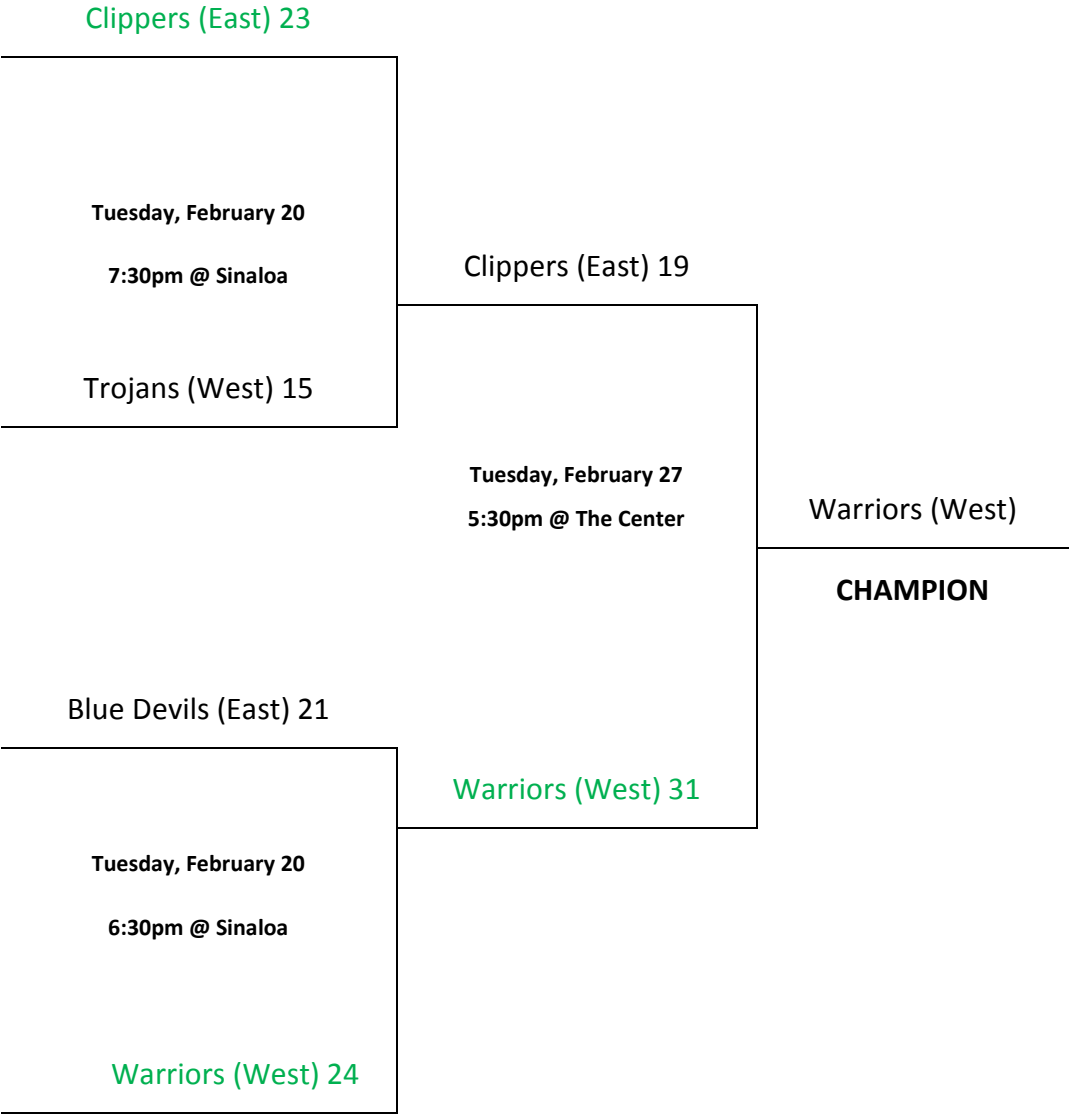 Clippers (East) 23
Tuesday, February 20
7:30pm @ Sinaloa
Clippers (East) 19
Trojans (West) 15
Tuesday, February 27
5:30pm @ The Center
Warriors (West)
CHAMPION
Blue Devils (East) 21
Warriors (West) 31
Tuesday, February 20
6:30pm @ Sinaloa
Warriors (West) 24